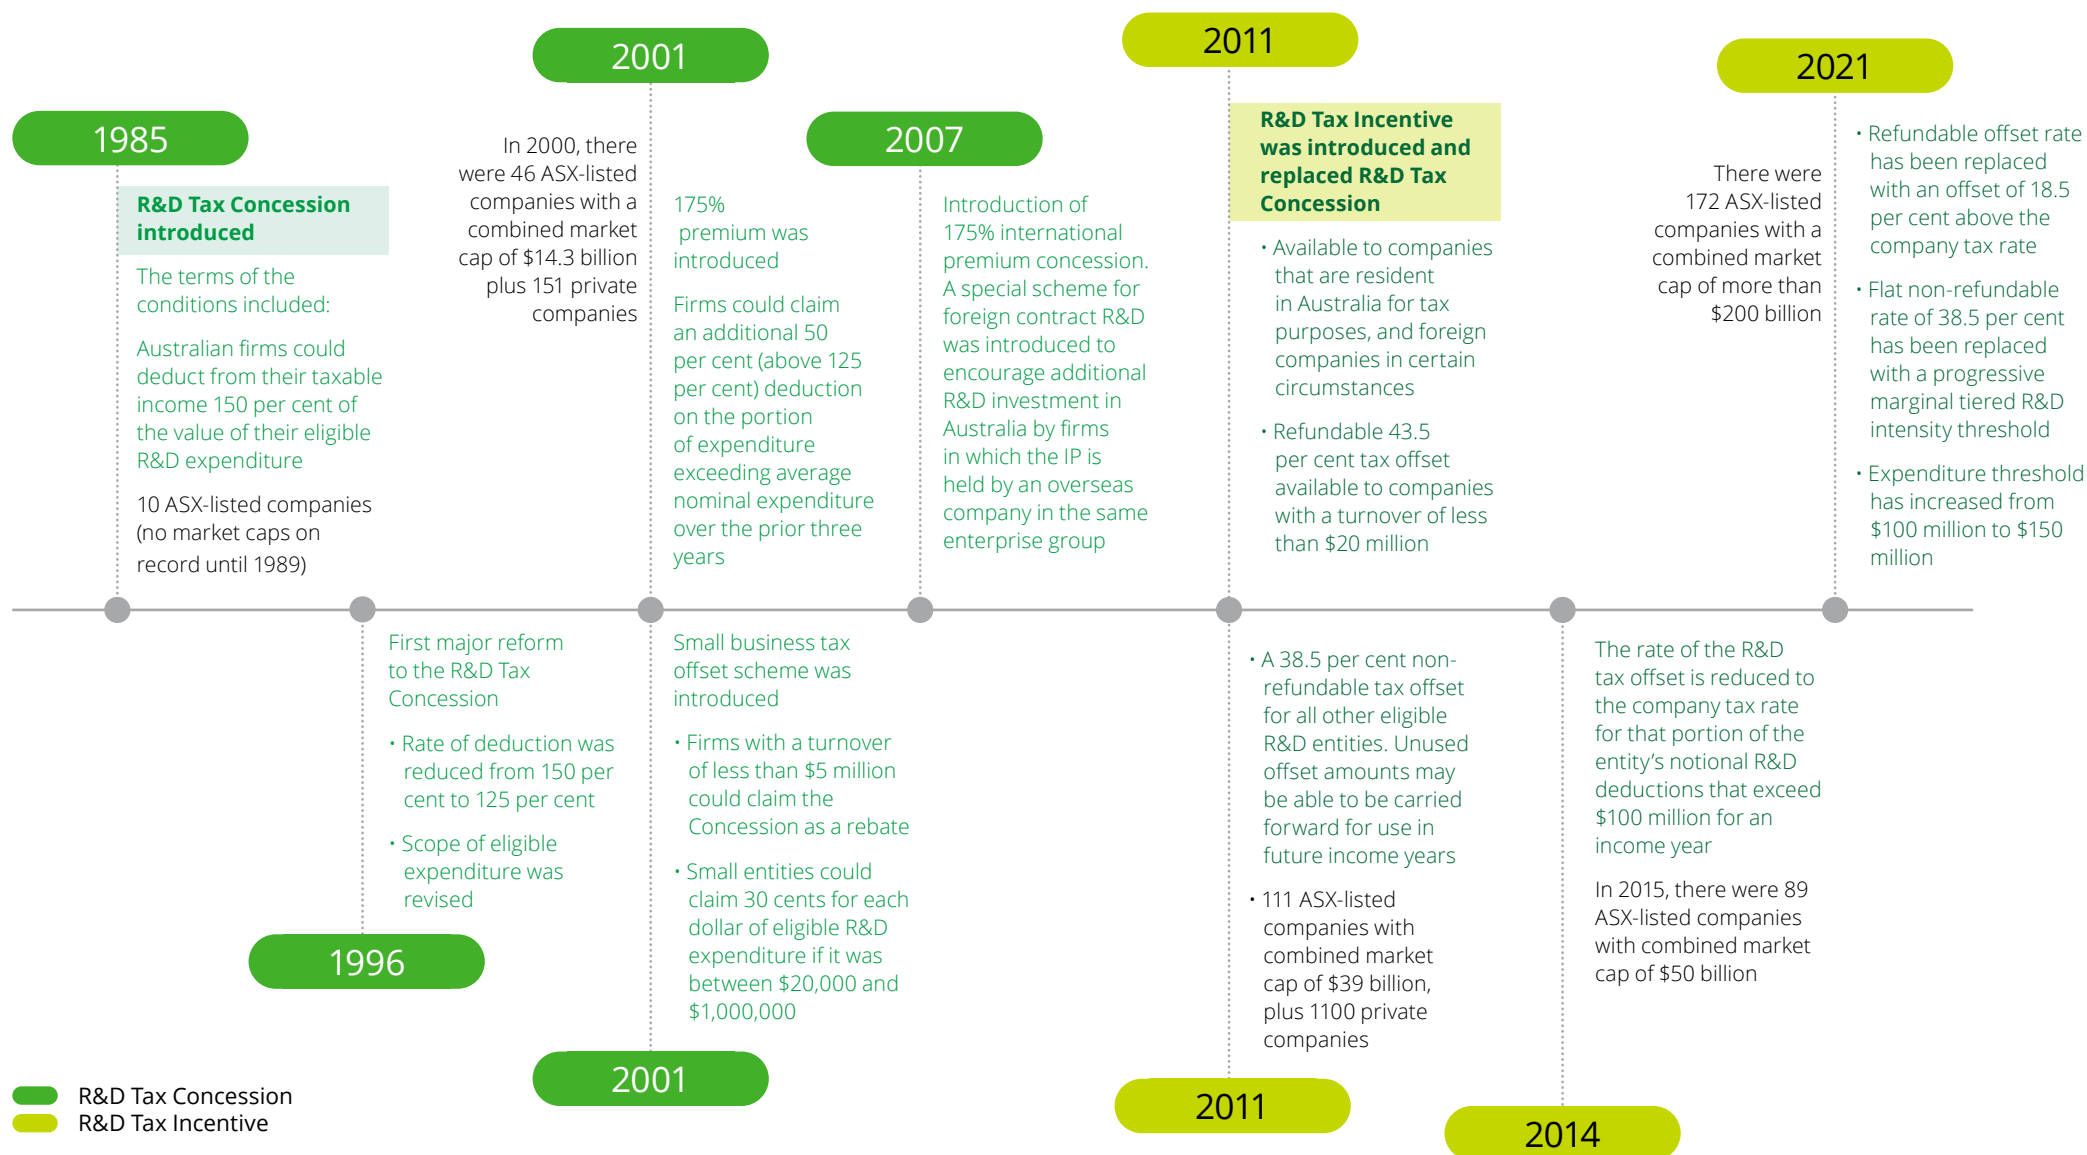 1985
R&D Tax Concession
introduced
The terms of the
conditions included:
Australian firms could
deduct from their taxable
income 150 per cent of
the value of their eligible
R&D expenditure
10 ASX-listed companies
(no market caps on
record until 1989)
First major reform
to the R&D Tax
Concession
• Rate of deduction was
reduced from 150 per
cent to 125 per cent
• Scope of eligible
expenditure was
revised
1996
2001
In 2000, there
were 46 ASX-listed
companies with a
combined market
cap of $14.3 billion
plus 151 private
companies
175%
premium was
introduced
Firms could claim
an additional 50
per cent (above 125
per cent) deduction
on the portion
of expenditure
exceeding average
nominal expenditure
over the prior three
years
Small business tax
offset scheme was
introduced
• Firms with a turnover
of less than $5 million
could claim the
Concession as a rebate
• Small entities could
claim 30 cents for each
dollar of eligible R&D
expenditure if it was
between $20,000 and
$1,000,000
2001
2007
Introduction of
175% international
premium concession.
A special scheme for
foreign contract R&D
was introduced to
encourage additional
R&D investment in
Australia by firms
in which the IP is
held by an overseas
company in the same
enterprise group
2011
R&D Tax Incentive
was introduced and
replaced R&D Tax
Concession
• Available to companies
that are resident
in Australia for tax
purposes, and foreign
companies in certain
circumstances
• Refundable 43.5
per cent tax offset
available to companies
with a turnover of less
than $20 million
• A 38.5 per cent non-
refundable tax offset
for all other eligible
R&D entities. Unused
offset amounts may
be able to be carried
forward for use in
future income years
• 111 ASX-listed
companies with
combined market
cap of $39 billion,
plus 1100 private
companies
2011
The rate of the R&D
tax offset is reduced to
the company tax rate
for that portion of the
entity’s notional R&D
deductions that exceed
$100 million for an
income year
In 2015, there were 89
ASX-listed companies
with combined market
cap of $50 billion
2014
2021
There were
172 ASX-listed
companies with a
combined market
cap of more than
$200 billion
• Refundable offset rate
has been replaced
with an offset of 18.5
per cent above the
company tax rate
• Flat non-refundable
rate of 38.5 per cent
has been replaced
with a progressive
marginal tiered R&D
intensity threshold
• Expenditure threshold
has increased from
$100 million to $150
million
R&D Tax Concession
R&D Tax Incentive